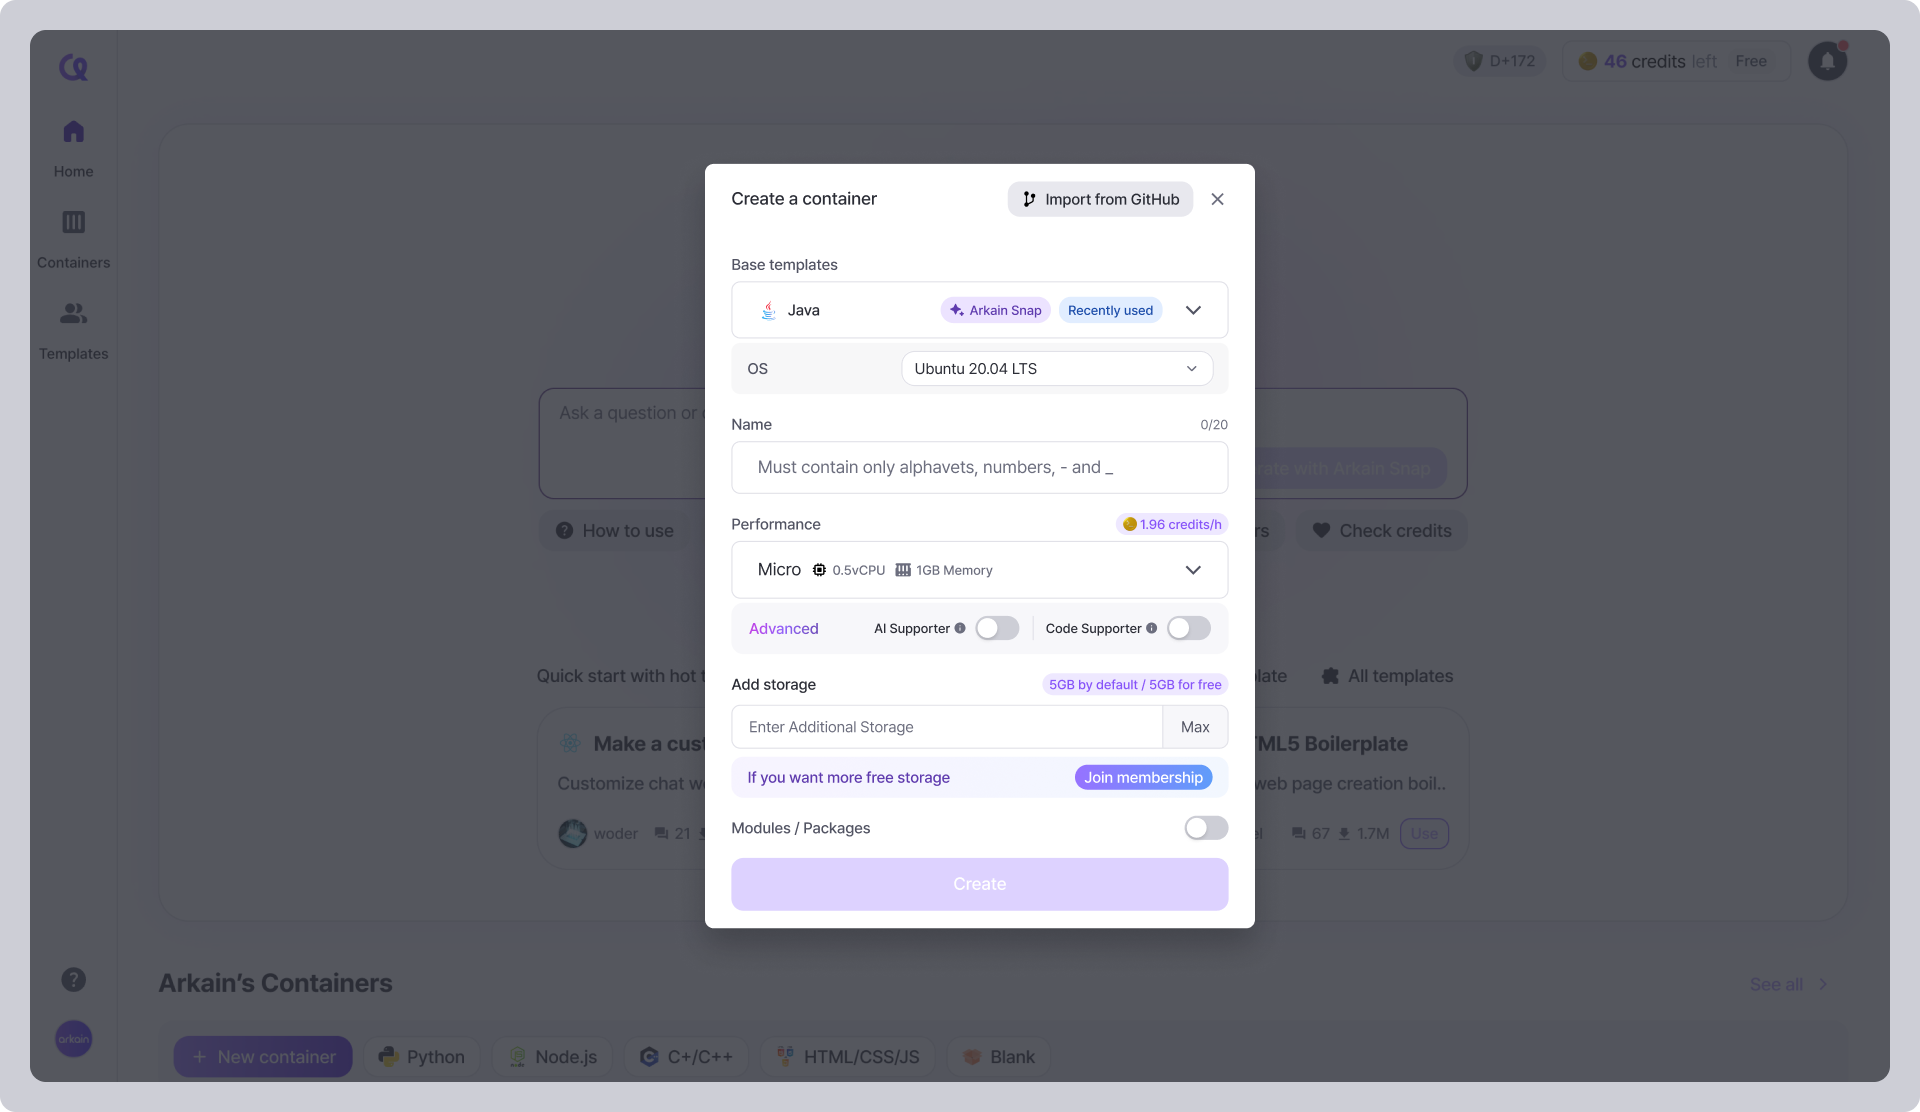 D+172
46 credits left Free
Home
Containers
Templates
Create a container
Import from GitHub
Base templates
Java
Arkain Snap
Recently used
OS
Ubuntu 20.04 LTS
Name
0/20
Must contain only alphavets, numbers, - and _
Performance
1.96 credits/h
Micro 0.5vCPU 1GB Memory
Advanced
AI Supporter
Code Supporter
Add storage
5GB by default / 5GB for free
Enter Additional Storage
Max
If you want more free storage
Join membership
Modules / Packages
Create
Ask a question or
with Arkain Snap
How to use
Check credits
Quick start with hot
All templates
Make a
Customize chat
woder 21
HTML5 Boilerplate
web page creation boil..
67 1.7M Use
Arkain’s Containers
See all
arkain
+ New container
Python
Node.js
C+/C++
HTML/CSS/JS
Blank